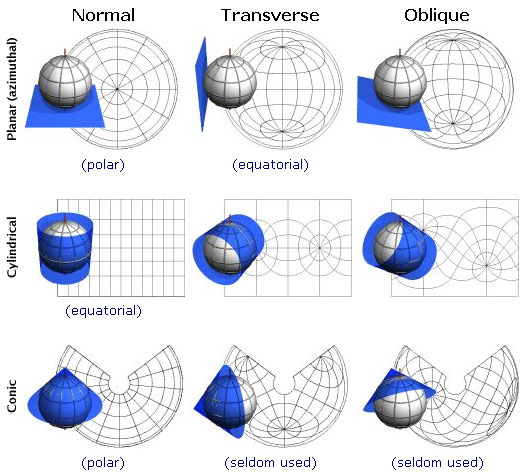 Normal
Transverse
Oblique
Planar (azimuthal)
(polar)
(equatorial)
Cylindrical
(equatorial)
Conic
(polar)
(seldom used)
(seldom used)